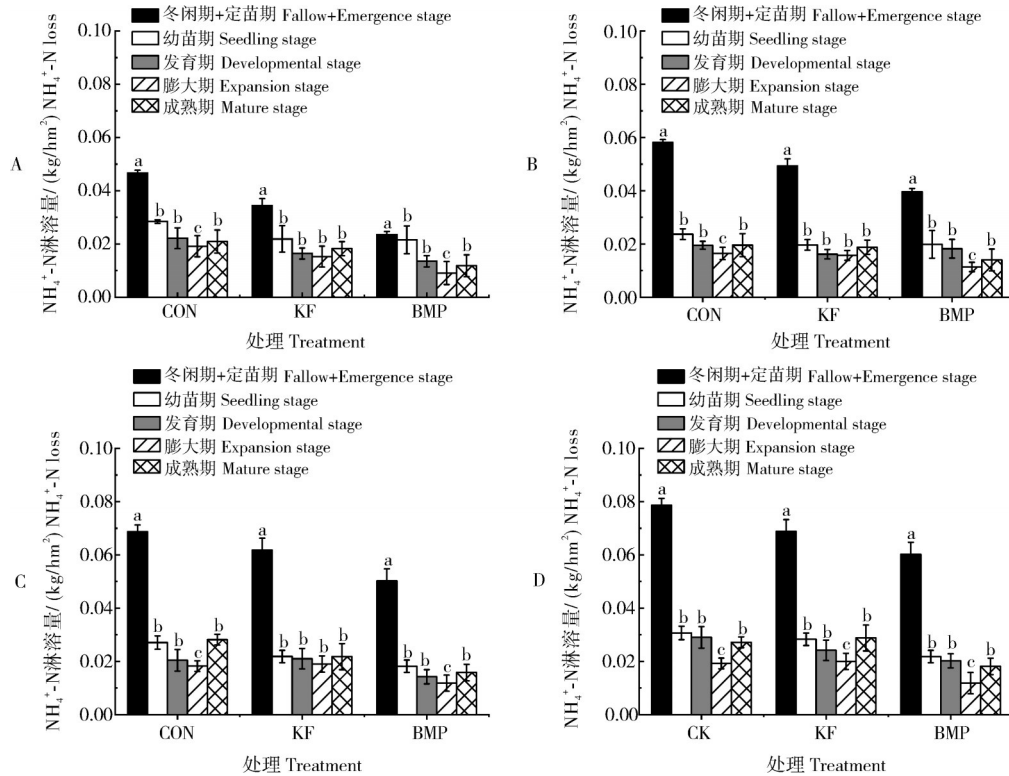 A
NH₄⁺-N淋溶量/ (kg/hm²) NH₄⁺-N loss
0.10
0.08
0.06
0.04
0.02
0.00
冬闲期+定苗期 Fallow+Emergence stage
幼苗期 Seedling stage
发育期 Developmental stage
膨大期 Expansion stage
成熟期 Mature stage
a b b c b
a b b b b
b b b c b
CON KF BMP
处理 Treatment
B
NH₄⁺-N淋溶量/ (kg/hm²) NH₄⁺-N loss
0.10
0.08
0.06
0.04
0.02
0.00
冬闲期+定苗期 Fallow+Emergence stage
幼苗期 Seedling stage
发育期 Developmental stage
膨大期 Expansion stage
成熟期 Mature stage
a b b c b
a b b b b
a b b c b
CON KF BMP
处理 Treatment
C
NH₄⁺-N淋溶量/ (kg/hm²) NH₄⁺-N loss
0.10
0.08
0.06
0.04
0.02
0.00
冬闲期+定苗期 Fallow+Emergence stage
幼苗期 Seedling stage
发育期 Developmental stage
膨大期 Expansion stage
成熟期 Mature stage
a b b c b
a b b b b
a b b c b
CON KF BMP
处理 Treatment
D
NH₄⁺-N淋溶量/ (kg/hm²) NH₄⁺-N loss
0.10
0.08
0.06
0.04
0.02
0.00
冬闲期+定苗期 Fallow+Emergence stage
幼苗期 Seedling stage
发育期 Developmental stage
膨大期 Expansion stage
成熟期 Mature stage
a b b c b
a b b c b
a b b c b
CK KF BMP
处理 Treatment